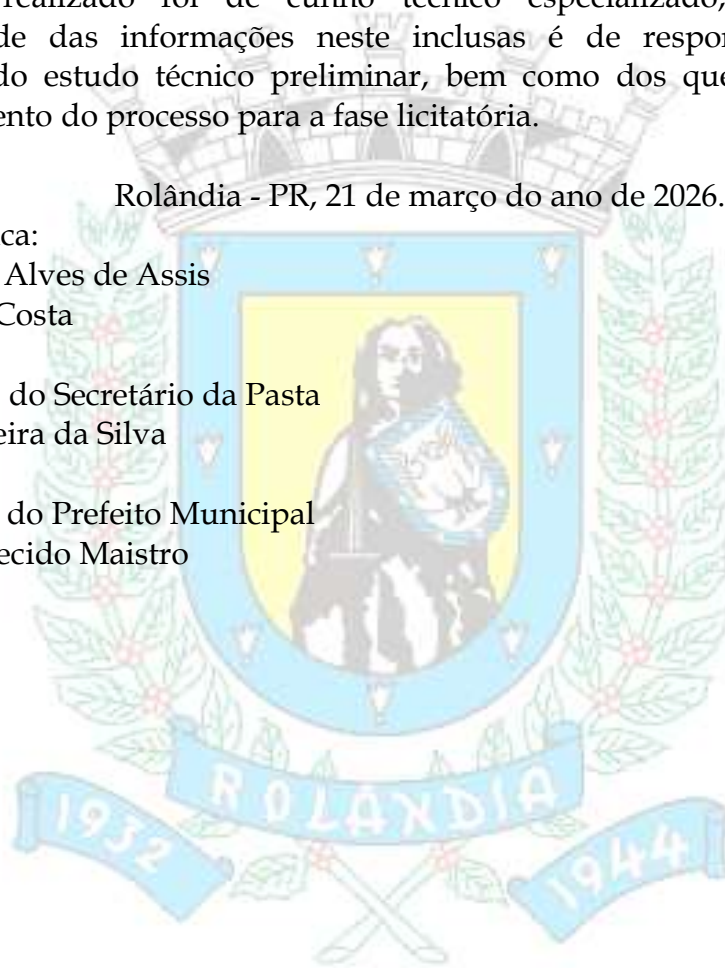 realizado foi de cunho técnico especializado,
de das informações neste inclusas é de respon
do estudo técnico preliminar, bem como dos que
ento do processo para a fase licitatória.
Rolândia - PR, 21 de março do ano de 2026.
ica:
Alves de Assis
Costa
do Secretário da Pasta
eira da Silva
do Prefeito Municipal
ecido Maistro
ROLÂNDIA
1932
1944